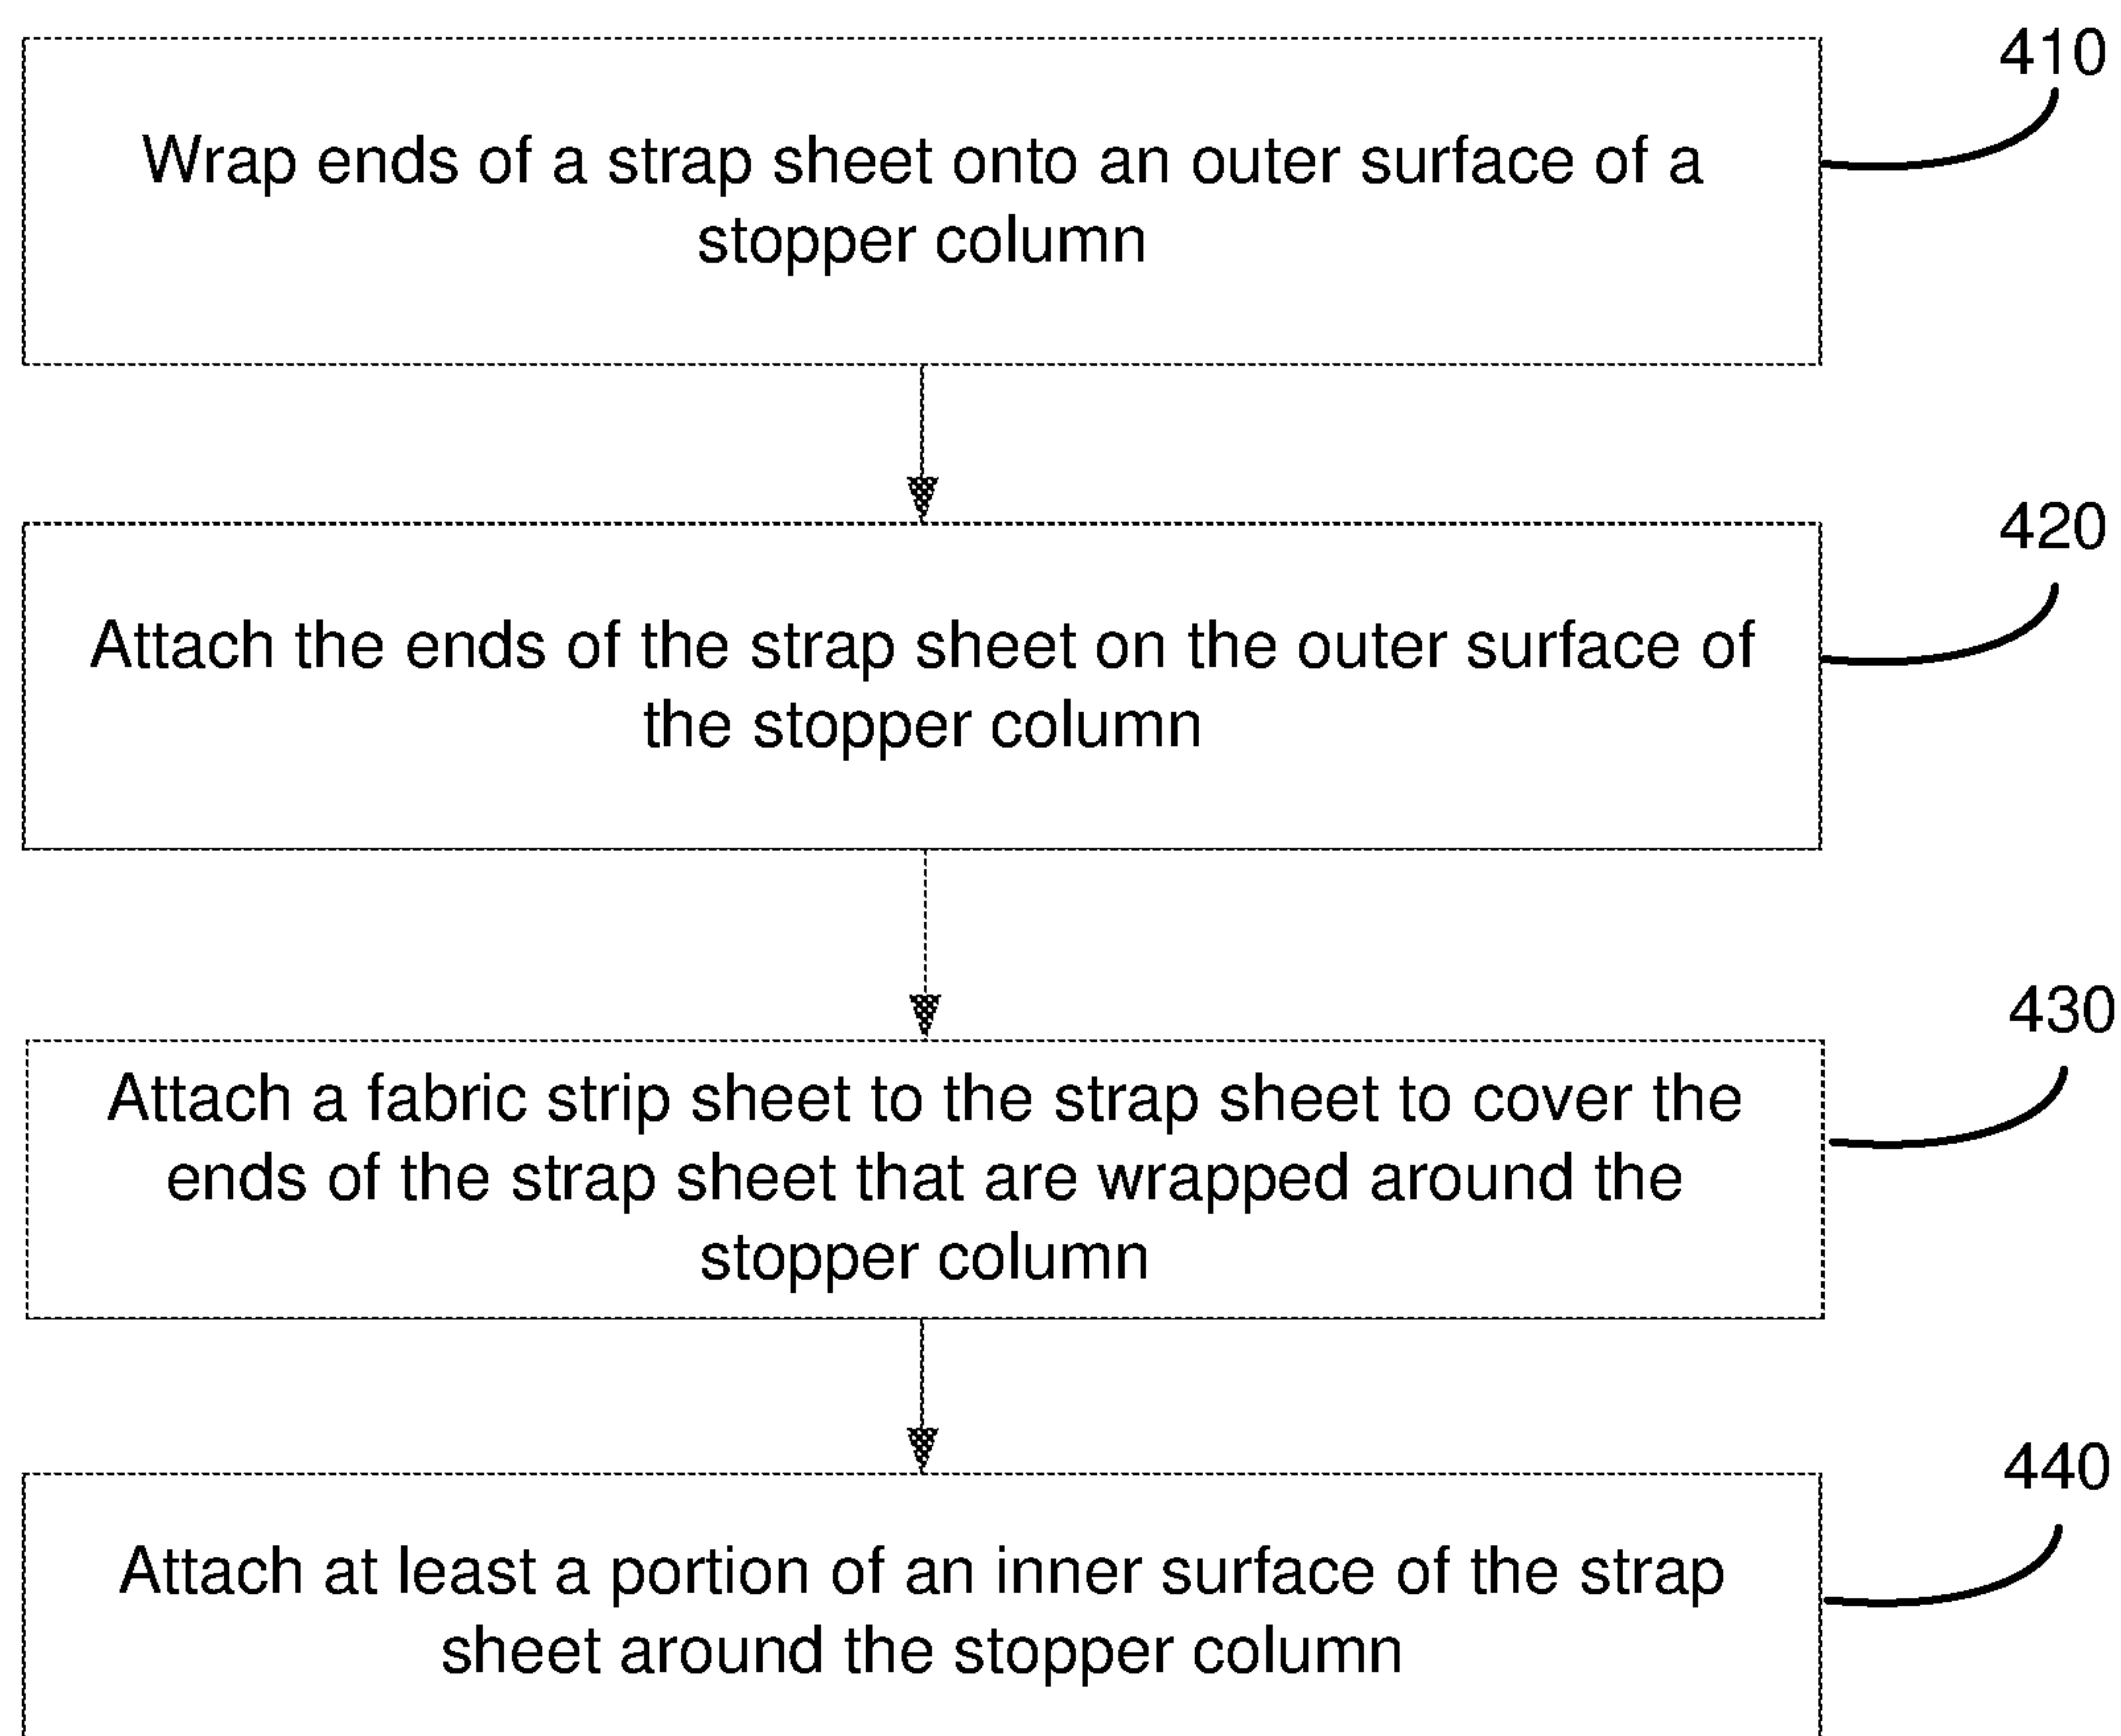 410
Wrap ends of a strap sheet onto an outer surface of a
stopper column
420
Attach the ends of the strap sheet on the outer surface of
the stopper column
430
Attach a fabric strip sheet to the strap sheet to cover the
ends of the strap sheet that are wrapped around the
stopper column
440
Attach at least a portion of an inner surface of the strap
sheet around the stopper column